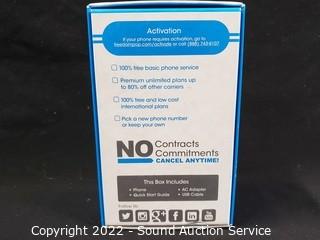 Activation
If your phone requires activation, go to
freedompop.com/activate or call (888) 743-8107
100% free basic phone service
Premium unlimited plans up
to 80% off other carriers
100% free and low cost
international plans
Pick a new phone number
or keep your own
NO Contracts
Commitments
CANCEL ANYTIME!
This Box Includes
• Phone
• AC Adapter
• Quick Start Guide
• USB Cable
Follow Us
Copyright 2022 - Sound Auction Service